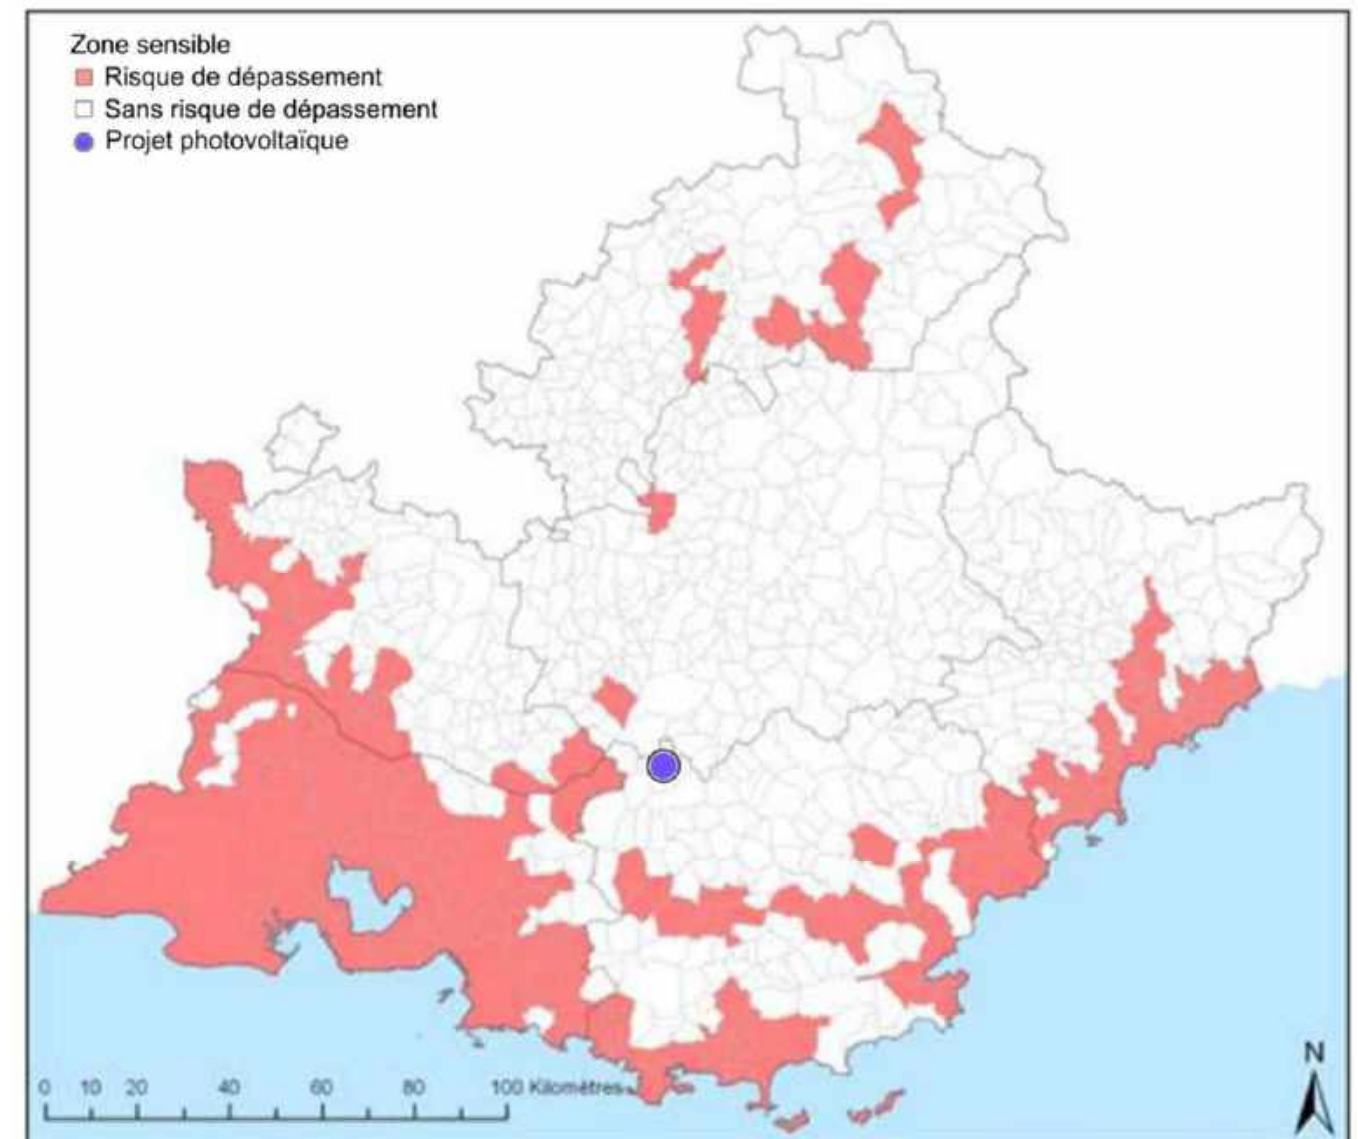 Zone sensible
Risque de dépassement
Sans risque de dépassement
Projet photovoltaïque
N
0 10 20 40 60 80 100 Kilomètres